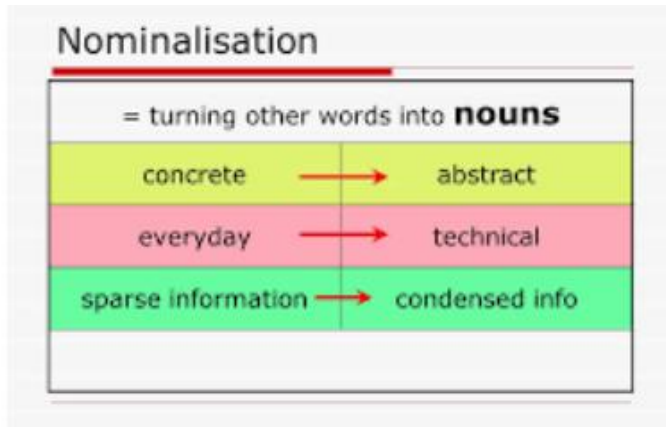 Nominalisation
= turning other words into nouns
concrete → abstract
everyday → technical
sparse information → condensed info